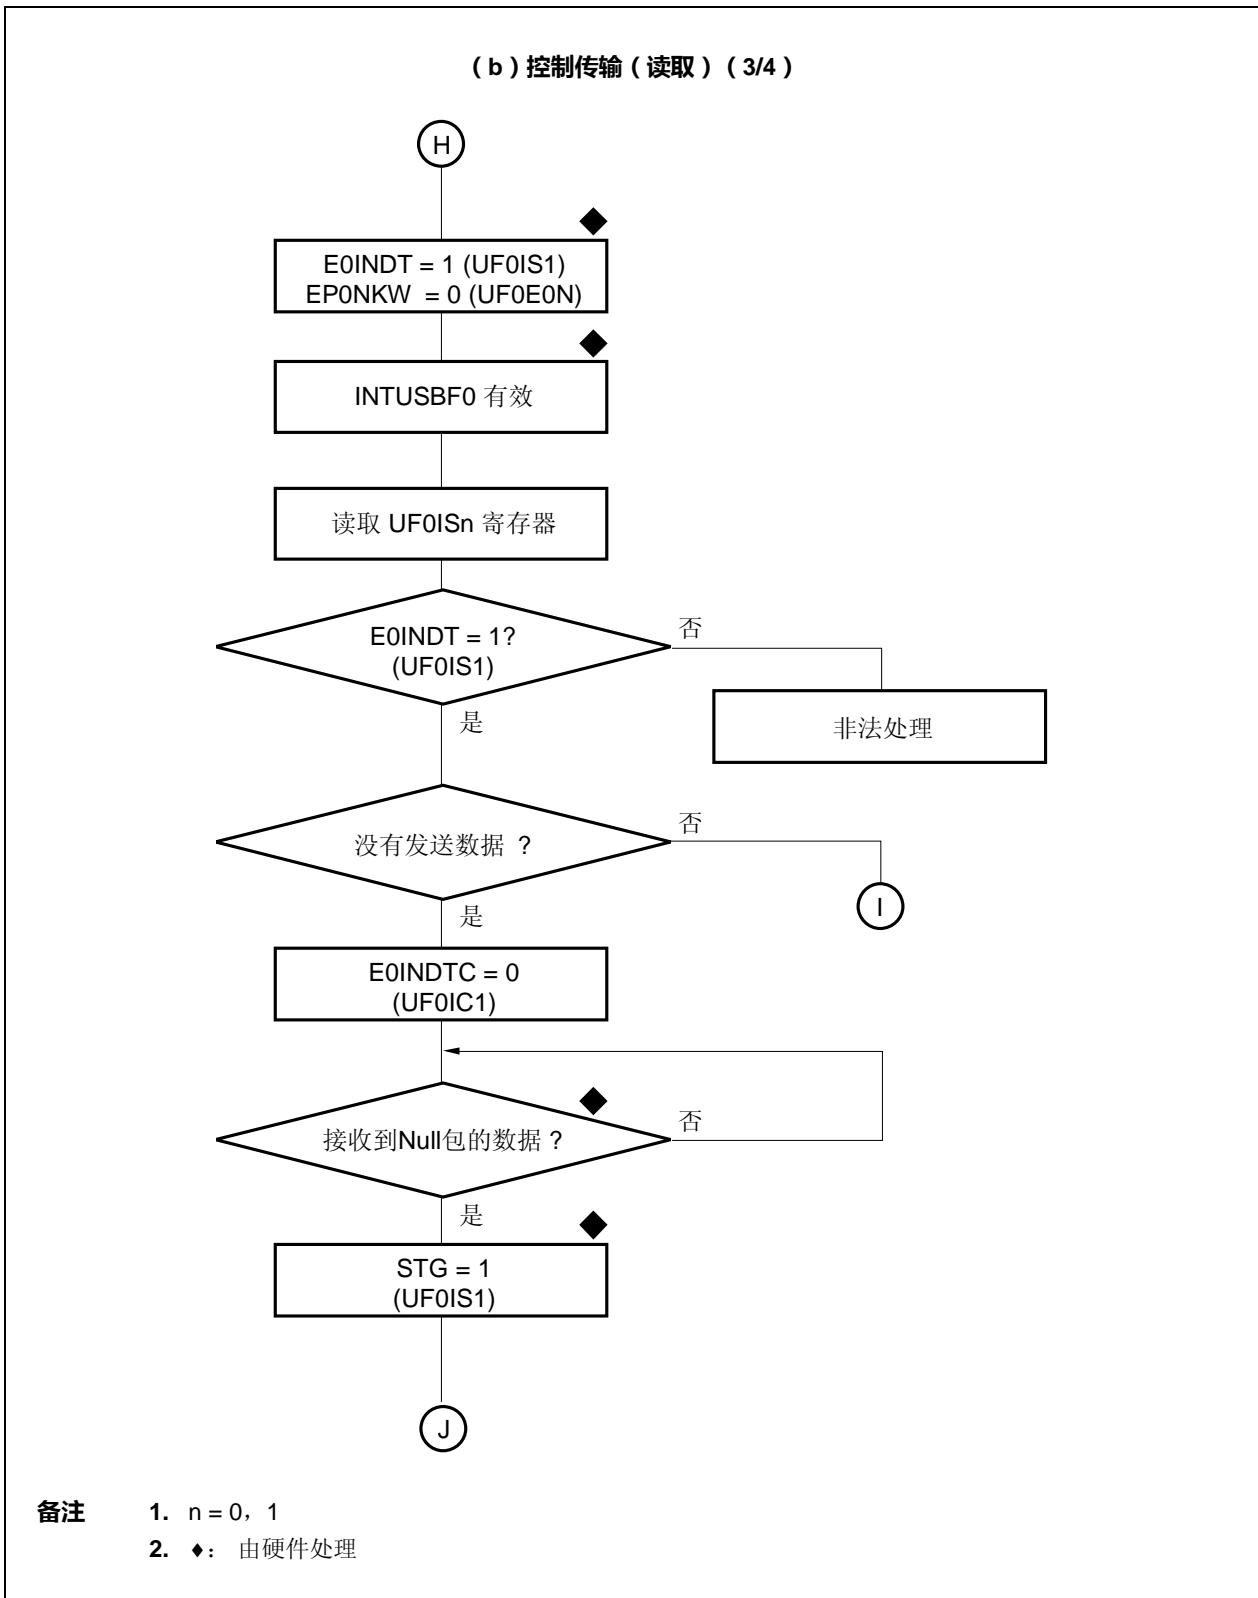 （b）控制传输（读取）（3/4）
H
E0INDT = 1 (UF0IS1)
EP0NKW = 0 (UF0E0N)
INTUSBF0 有效
读取 UF0ISn 寄存器
E0INDT = 1?
(UF0IS1)
否
非法处理
是
没有发送数据 ?
否
I
是
E0INDTC = 0
(UF0IC1)
接收到Null包的数据 ?
否
是
STG = 1
(UF0IS1)
J
备注 1. n = 0，1
2. ♦： 由硬件处理